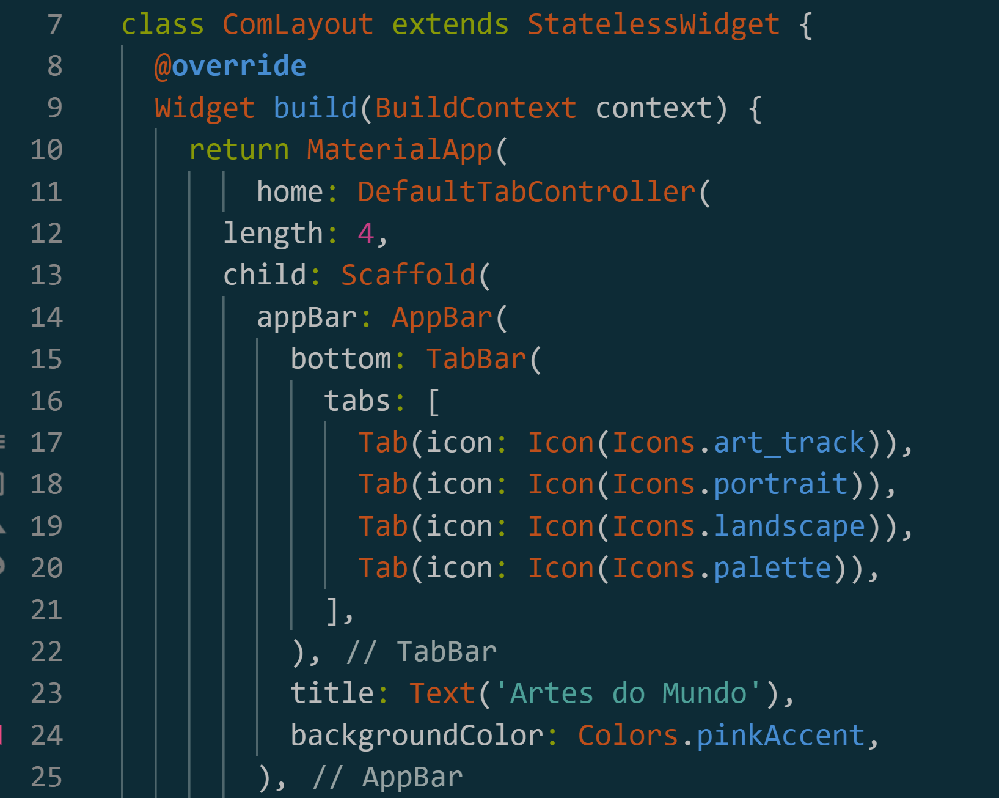 7 class ComLayout extends StatelessWidget {
8 @override
9 Widget build(BuildContext context) {
10 return MaterialApp(
11 home: DefaultTabController(
12 length: 4,
13 child: Scaffold(
14 appBar: AppBar(
15 bottom: TabBar(
16 tabs: [
17 Tab(icon: Icon(Icons.art_track)),
18 Tab(icon: Icon(Icons.portrait)),
19 Tab(icon: Icon(Icons.landscape)),
20 Tab(icon: Icon(Icons.palette)),
21 ],
22 ), // TabBar
23 title: Text('Artes do Mundo'),
24 backgroundColor: Colors.pinkAccent,
25 ), // AppBar